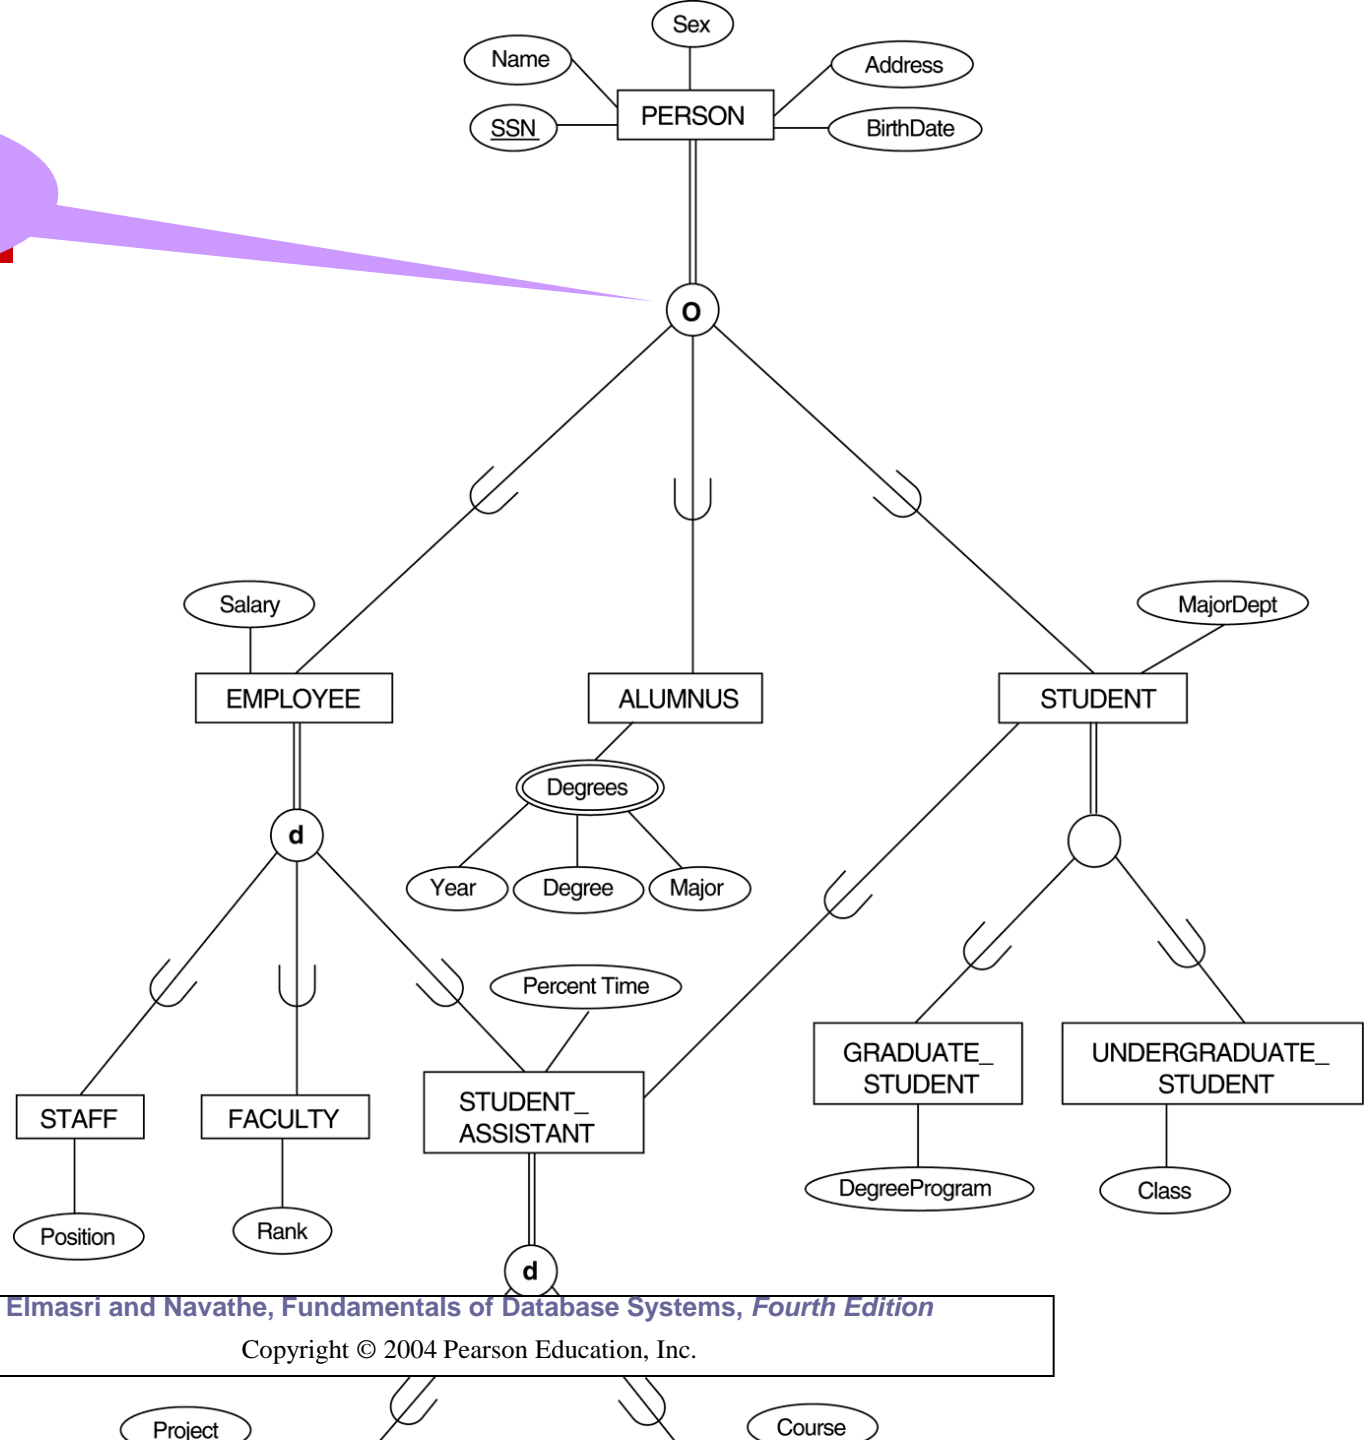 Sex
Name
Address
SSN
PERSON
BirthDate
O
Salary
MajorDept
EMPLOYEE
ALUMNUS
STUDENT
Degrees
d
Year
Degree
Major
Percent Time
GRADUATE_
STUDENT
UNDERGRADUATE_
STUDENT
STAFF
FACULTY
STUDENT_
ASSISTANT
DegreeProgram
Class
Position
Rank
d
Elmasri and Navathe, Fundamentals of Database Systems, Fourth Edition
Copyright © 2004 Pearson Education, Inc.
Project
Course